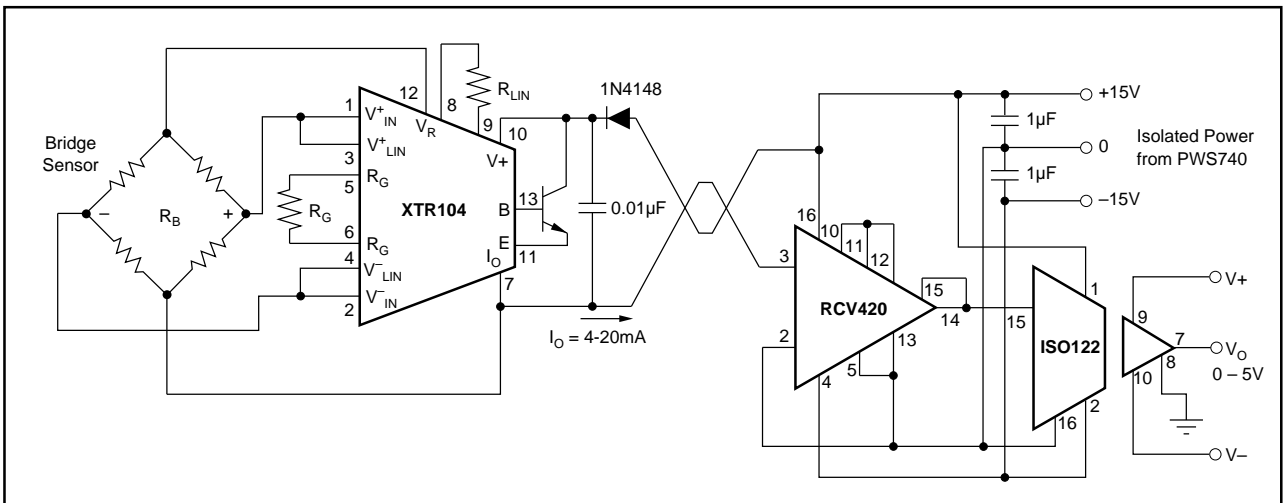 Bridge
Sensor
R_B
–
+
R_G
1
3
5
6
4
2
V⁺_IN
V⁺_LIN
R_G
R_G
V⁻_LIN
V⁻_IN
XTR104
12
V_R
8
R_LIN
9
10
V+
13
B
E
11
I_O
7
1N4148
0.01µF
I_O = 4-20mA
16
10
11
12
3
2
RCV420
15
14
13
5
4
+15V
1µF
0
1µF
–15V
Isolated Power
from PWS740
15
ISO122
1
16
2
9
7
8
10
V+
V_O
0 – 5V
V–